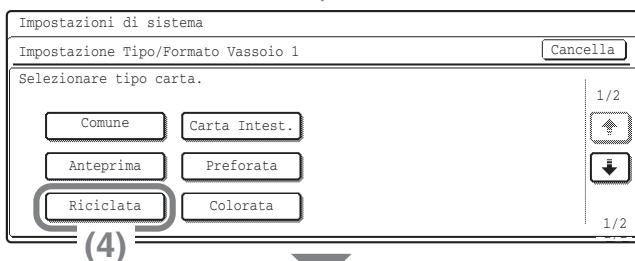 Impostazioni di sistema
Impostazione Tipo/Formato Vassoio 1 Cancella
Selezionare tipo carta.
1/2
Comune Carta Intest.
Anteprima Preforata
Riciclata Colorata
1/2
(4)